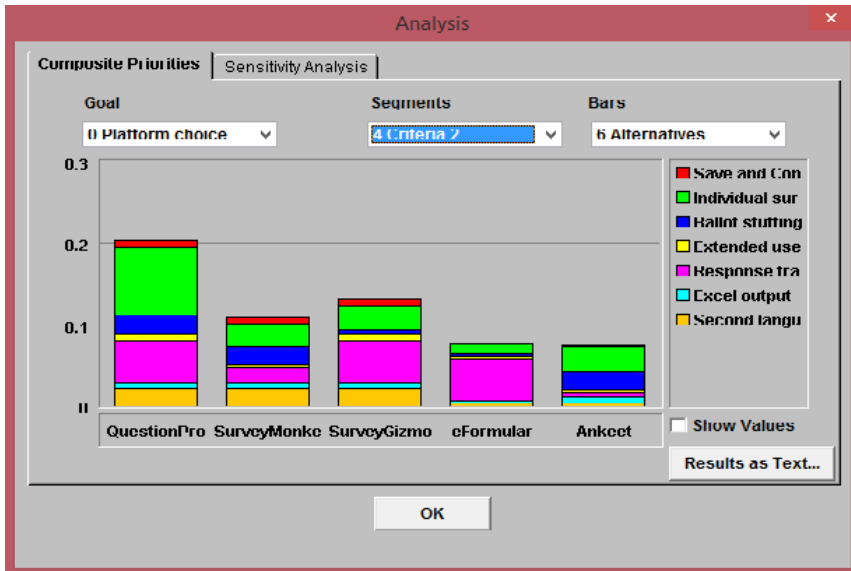 Analysis
Composite Priorities
Sensitivity Analysis
Goal
Segments
Bars
0 Platform choice
4 Criteria 2
6 Alternatives
0.3
0.2
0.1
0
Save and Con
Individual sur
Ballot stuffing
Extended use
Response tra
Excel output
Second langu
QuestionPro SurveyMonke SurveyGizmo eFormular Ankeet
Show Values
Results as Text...
OK